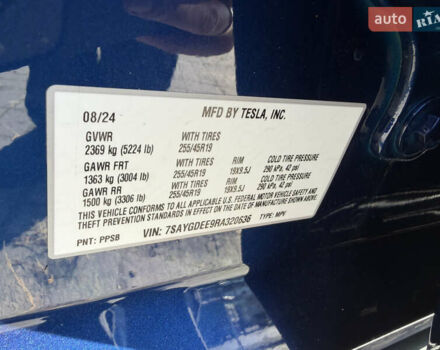 auto RIA
08/24 MFD BY TESLA, INC.
GVWR WITH TIRES
2369 kg (5224 lb) 255/45R19
GAWR FRT WITH TIRES RIM COLD TIRE PRESSURE
1363 kg (3004 lb) 255/45R19 19X9.5J 290 kPa, 42 psi
GAWR RR WITH TIRES RIM COLD TIRE PRESSURE
1500 kg (3306 lb) 255/45R19 19X9.5J 290 kPa, 42 psi
THIS VEHICLE CONFORMS TO ALL APPLICABLE U.S. FEDERAL MOTOR VEHICLE SAFETY AND
THEFT PREVENTION STANDARDS IN EFFECT ON THE DATE OF MANUFACTURE SHOWN ABOVE.
PNT: PPSB VIN: 7SAYGDEE9RA320636 TYPE: MPV